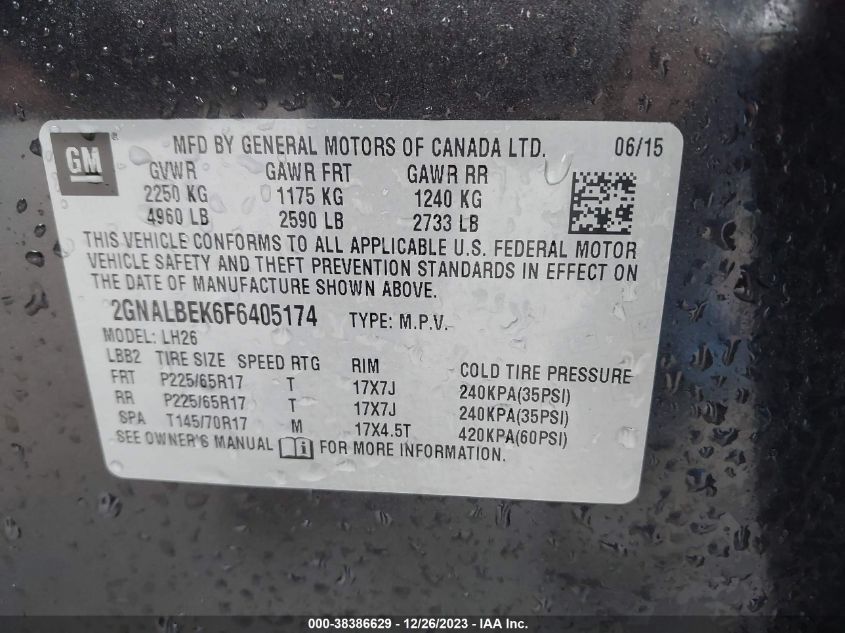 GM
MFD BY GENERAL MOTORS OF CANADA LTD. 06/15
GVWR GAWR FRT GAWR RR
2250 KG 1175 KG 1240 KG
4960 LB 2590 LB 2733 LB
THIS VEHICLE CONFORMS TO ALL APPLICABLE U.S. FEDERAL MOTOR
VEHICLE SAFETY AND THEFT PREVENTION STANDARDS IN EFFECT ON
THE DATE OF MANUFACTURE SHOWN ABOVE.
2GNALBEK6F6405174 TYPE: M.P.V.
MODEL: LH26
LBB2 TIRE SIZE SPEED RTG RIM COLD TIRE PRESSURE
FRT P225/65R17 T 17X7J 240KPA(35PSI)
RR P225/65R17 T 17X7J 240KPA(35PSI)
SPA T145/70R17 M 17X4.5T 420KPA(60PSI)
SEE OWNER'S MANUAL i FOR MORE INFORMATION.
000-38386629 - 12/26/2023 - IAA Inc.